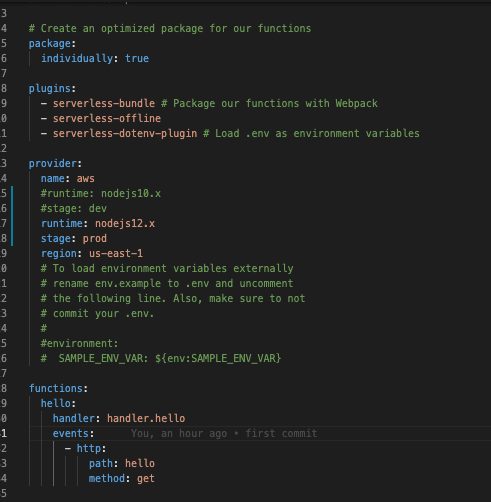 3
4 # Create an optimized package for our functions
5 package:
6   individually: true
7
8 plugins:
9   - serverless-bundle # Package our functions with Webpack
0   - serverless-offline
1   - serverless-dotenv-plugin # Load .env as environment variables
2
3 provider:
4   name: aws
5   #runtime: nodejs10.x
6   #stage: dev
7   runtime: nodejs12.x
8   stage: prod
9   region: us-east-1
0   # To load environment variables externally
1   # rename env.example to .env and uncomment
2   # the following line. Also, make sure to not
3   # commit your .env.
4   #
5   #environment:
6   #  SAMPLE_ENV_VAR: ${env:SAMPLE_ENV_VAR}
7
8 functions:
9   hello:
0     handler: handler.hello
1     events:      You, an hour ago • first commit
2       - http:
3           path: hello
4           method: get
5